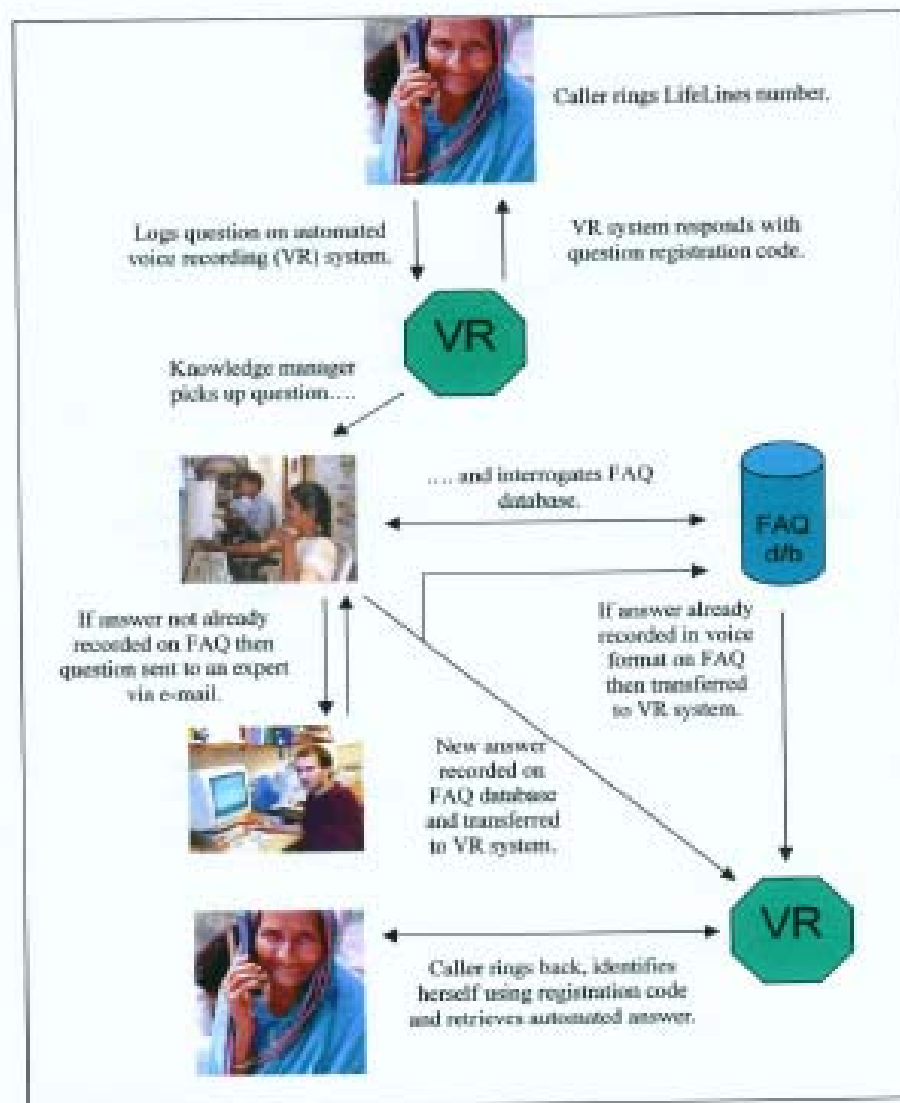 Caller rings LifeLines number.
Logs question on automated
voice recording (VR) system.
VR system responds with
question registration code.
VR
Knowledge manager
picks up question....
.... and interrogates FAQ
database.
FAQ
d/b
If answer not already
recorded on FAQ then
question sent to an expert
via e-mail.
If answer already
recorded in voice
format on FAQ
then transferred
to VR system.
New answer
recorded on
FAQ database
and transferred
to VR system.
VR
Caller rings back, identifies
herself using registration code
and retrieves automated answer.